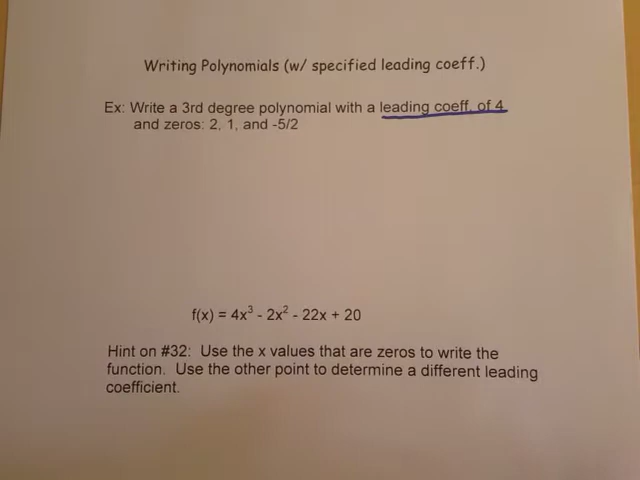 Writing Polynomials (w/ specified leading coeff.)
Ex: Write a 3rd degree polynomial with a leading coeff. of 4
and zeros: 2, 1, and -5/2
f(x) = 4x³ - 2x² - 22x + 20
Hint on #32: Use the x values that are zeros to write the
function. Use the other point to determine a different leading
coefficient.